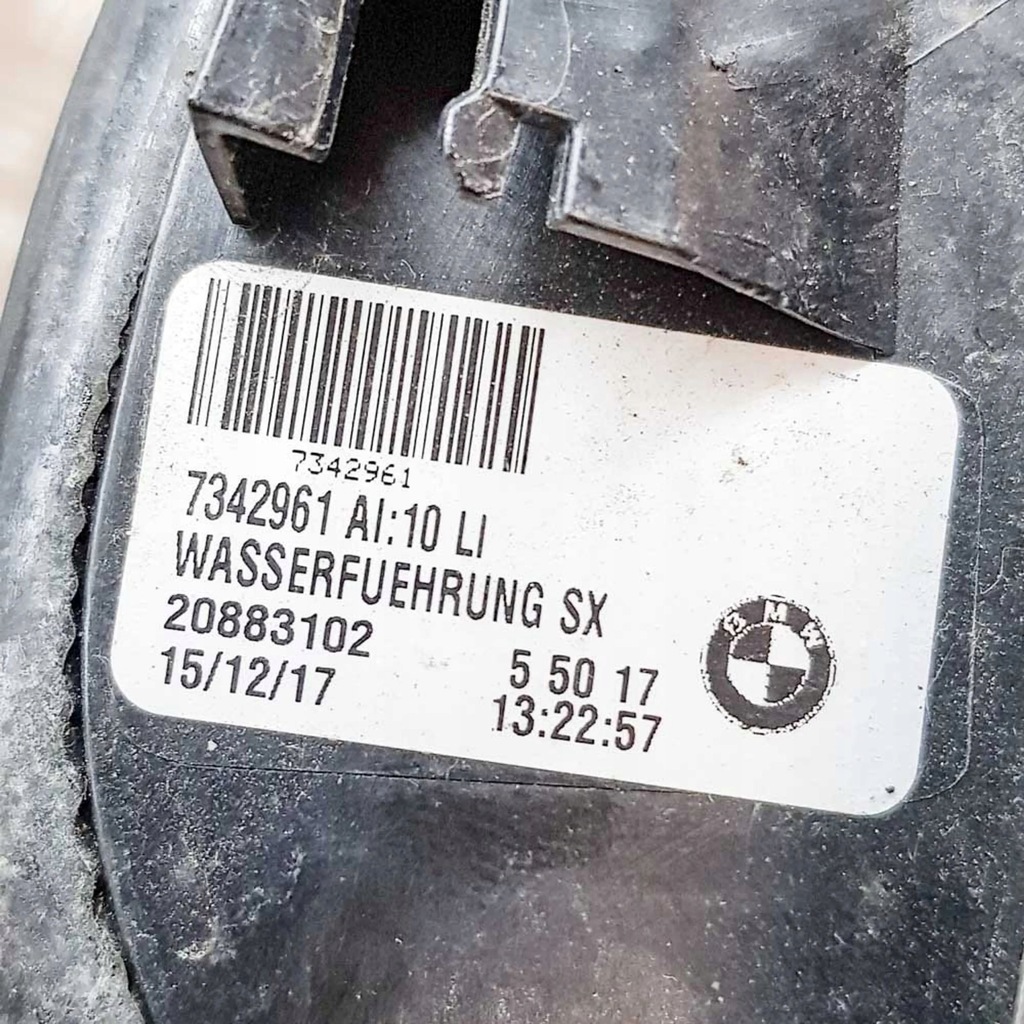 7342961
7342961 AI:10 LI
WASSERFUEHRUNG SX
20883102
5 50 17
15/12/17
13:22:57
BMW